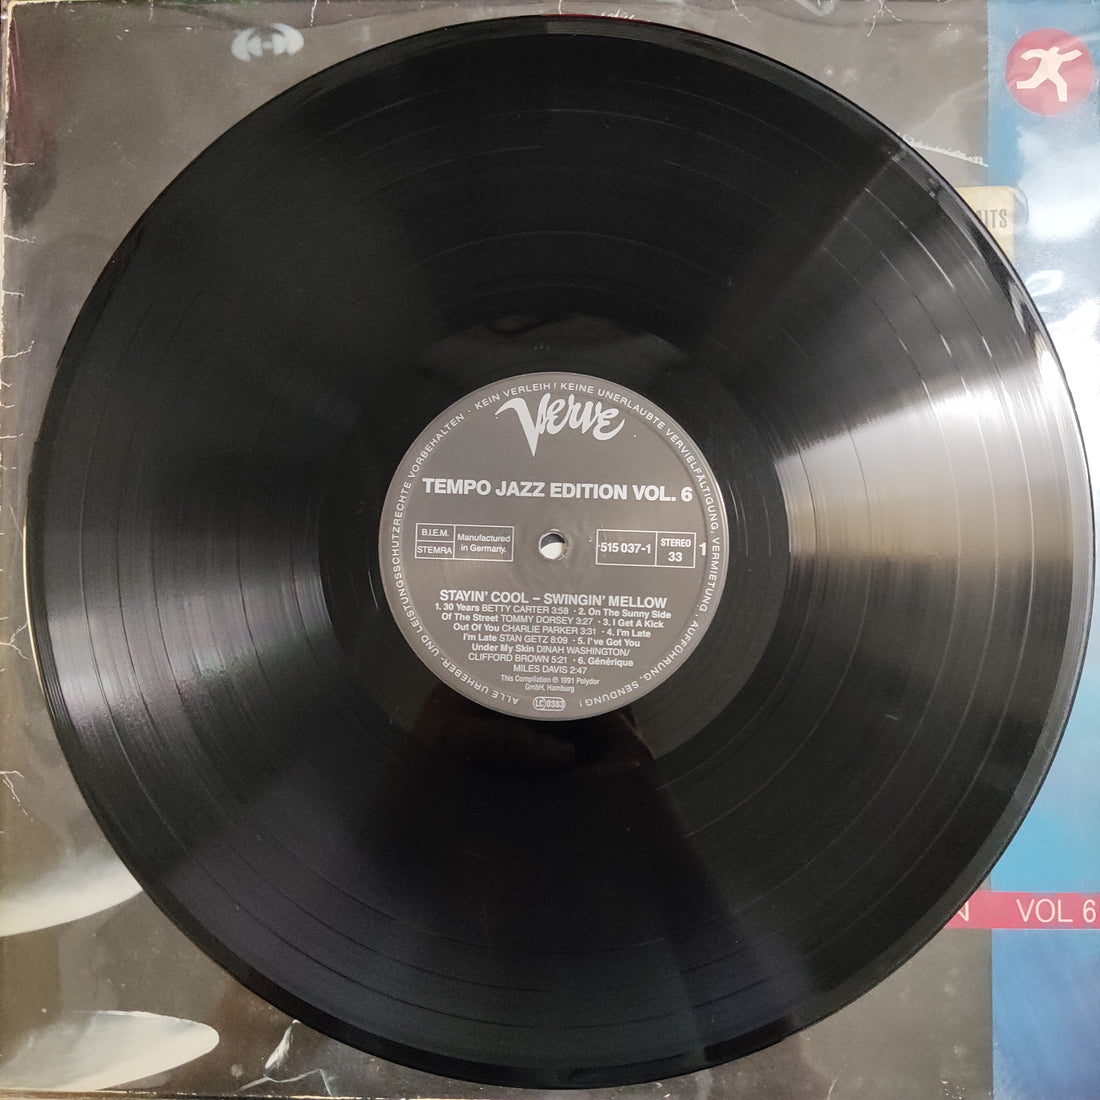 AITS
ALLE URHEBER- UND LEISTUNGSSCHUTZRECHTE VORBEHALTEN · KEIN VERLEIH! KEINE UNERLAUBTE VERVIELFÄLTIGUNG, VERMIETUNG, AUFFÜHRUNG, SENDUNG!
Verve
TEMPO JAZZ EDITION VOL. 6
B.I.E.M.
STEMRA
Manufactured
in Germany.
515 037-1
STEREO
33
1
STAYIN' COOL – SWINGIN' MELLOW
1. 30 Years BETTY CARTER 3:58 · 2. On The Sunny Side
Of The Street TOMMY DORSEY 3:27 · 3. I Get A Kick
Out Of You CHARLIE PARKER 3:31 · 4. I'm Late
I'm Late STAN GETZ 8:09 · 5. I've Got You
Under My Skin DINAH WASHINGTON/
CLIFFORD BROWN 5:21 · 6. Générique
MILES DAVIS 2:47
This Compilation ℗ 1991 Polydor
GmbH, Hamburg
LC 0383
N VOL 6